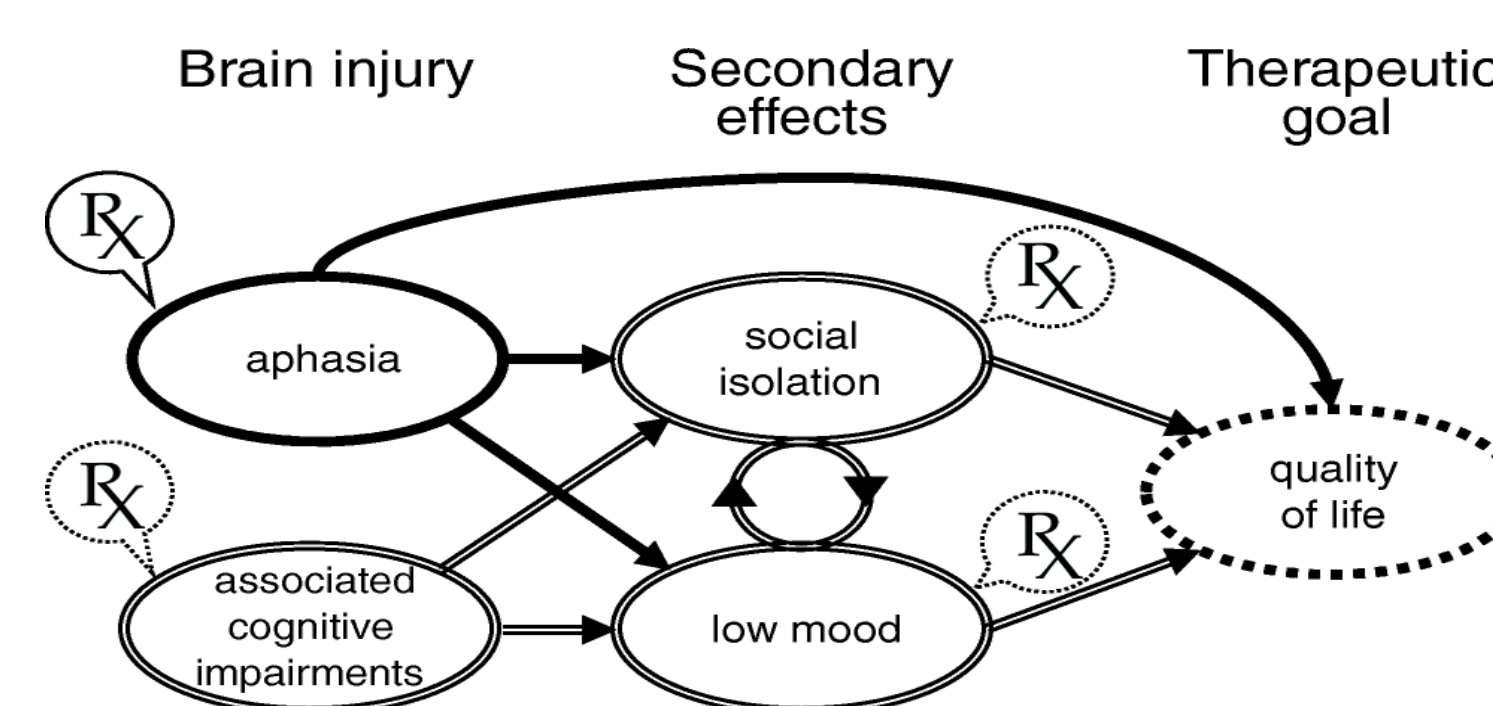 Brain injury
Secondary
effects
Therapeutic
goal
Rx
aphasia
social
isolation
Rx
quality
of life
Rx
associated
cognitive
impairments
low mood
Rx